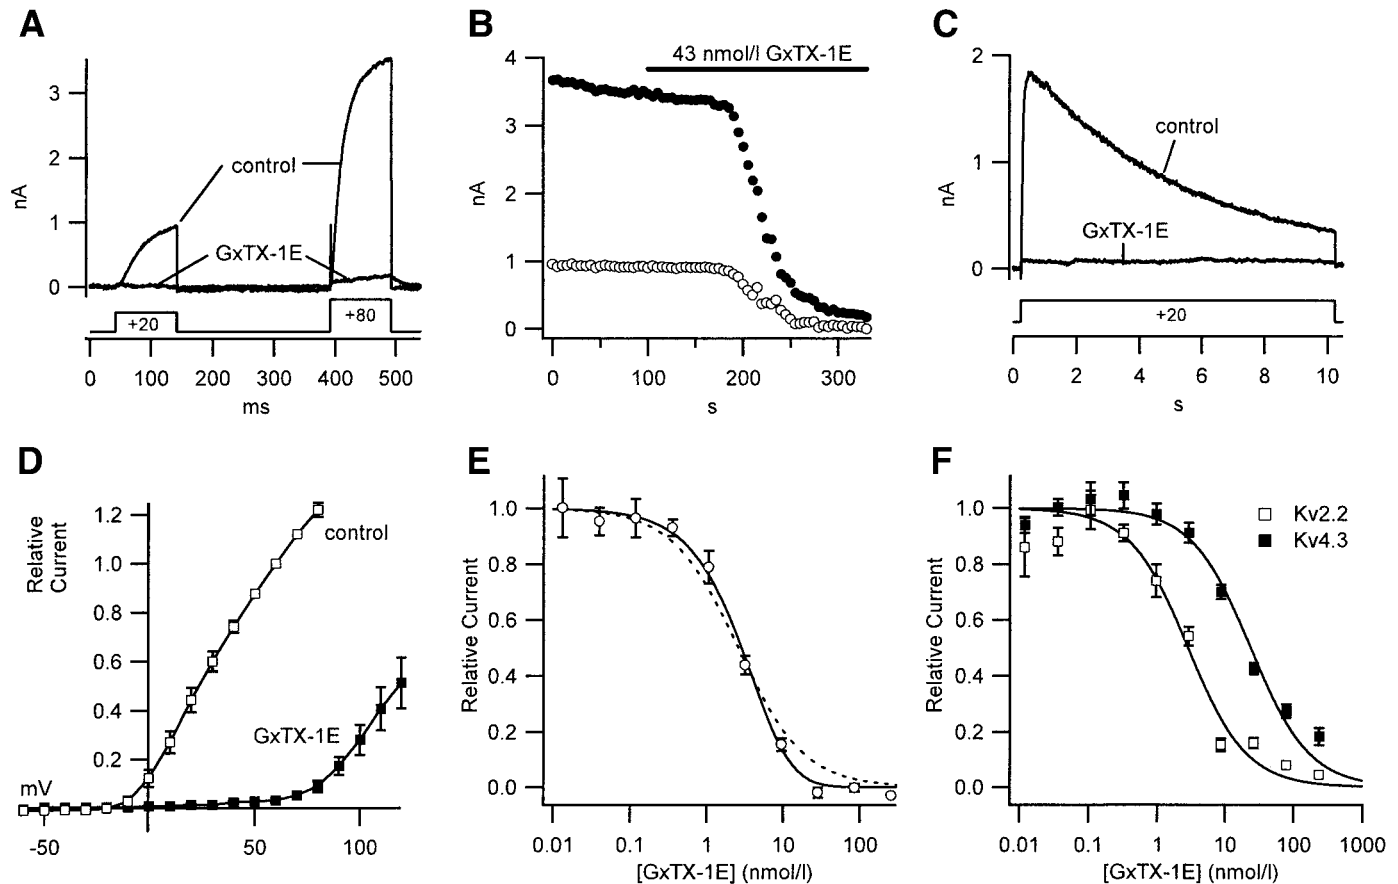 A
3
2
1
0
nA
control
GxTX-1E
+20
+80
0 100 200 300 400 500
ms
B
43 nmol/l GxTX-1E
4
3
2
1
0
nA
0 100 200 300
s
C
2
1
0
nA
control
GxTX-1E
+20
0 2 4 6 8 10
s
D
Relative
Current
1.2
1.0
0.8
0.6
0.4
0.2
control
GxTX-1E
mV
-50 50 100
E
Relative Current
1.0
0.8
0.6
0.4
0.2
0.0
0.01 0.1 1 10 100
[GxTX-1E] (nmol/l)
F
Relative Current
1.0
0.8
0.6
0.4
0.2
0.0
Kv2.2
Kv4.3
0.01 0.1 1 10 100 1000
[GxTX-1E] (nmol/l)